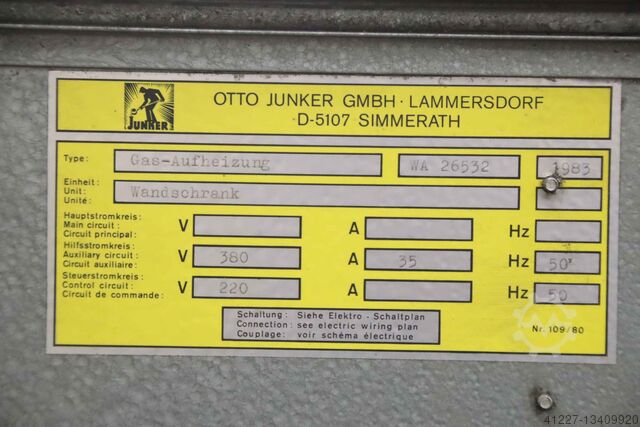 JUNKER
OTTO JUNKER GMBH · LAMMERSDORF
D-5107 SIMMERATH
Type: Gas-Aufheizung WA 26532 1983
Einheit:
Unit: Wandschrank
Unité:
Hauptstromkreis:
Main circuit: V A Hz
Circuit principal:
Hilfsstromkreis:
Auxiliary circuit: V 380 A 35 Hz 50
Circuit auxiliaire:
Steuerstromkreis:
Control circuit: V 220 A Hz 50
Circuit de commande:
Schaltung: Siehe Elektro - Schaltplan
Connection: see electric wiring plan
Couplage: voir schéma électrique
Nr. 109/80
41227-13409920